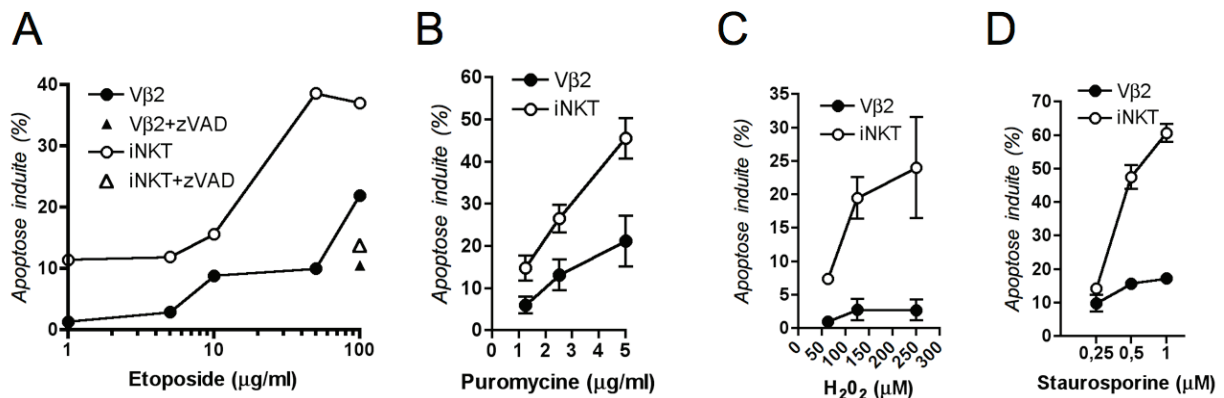 A
Apoptose induite (%)
40
30
20
10
0
Vβ2
Vβ2+zVAD
iNKT
iNKT+zVAD
1
10
100
Etoposide (μg/ml)
B
Apoptose induite (%)
60
50
40
30
20
10
0
Vβ2
iNKT
0
1
2
3
4
5
Puromycine (μg/ml)
C
Apoptose induite (%)
35
30
25
20
15
10
5
0
Vβ2
iNKT
0
50
100
150
200
250
300
H₂0₂ (μM)
D
Apoptose induite (%)
70
60
50
40
30
20
10
0
Vβ2
iNKT
0,25
0,5
1
Staurosporine (μM)